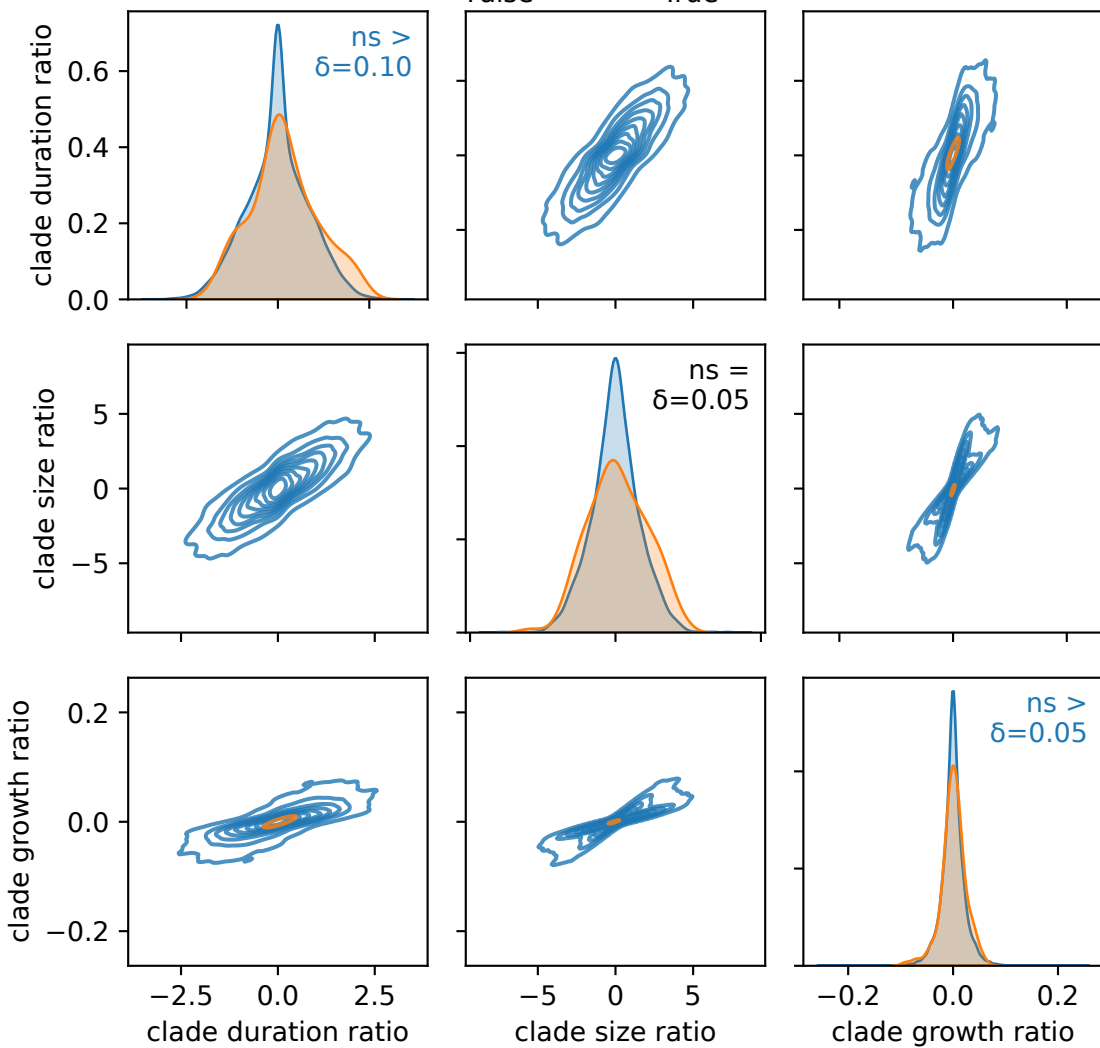 clade duration ratio
0.6
0.4
0.2
0.0
ns >
δ=0.10
clade size ratio
5
0
−5
ns =
δ=0.05
clade growth ratio
0.2
0.0
−0.2
ns >
δ=0.05
−2.5 0.0 2.5
−5 0 5
−0.2 0.0 0.2
clade duration ratio
clade size ratio
clade growth ratio